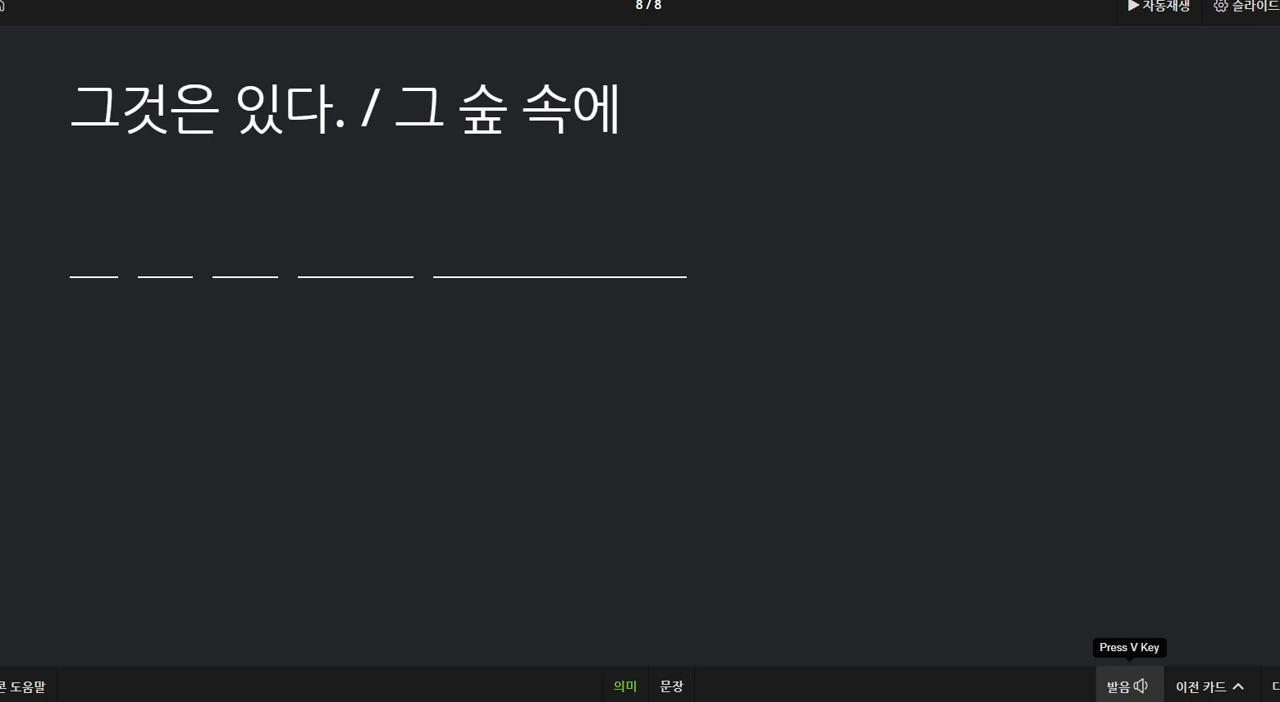 8 / 8
▶ 자동재생
슬라이드
그것은 있다. / 그 숲 속에
Press V Key
도움말
의미
문장
발음
이전 카드